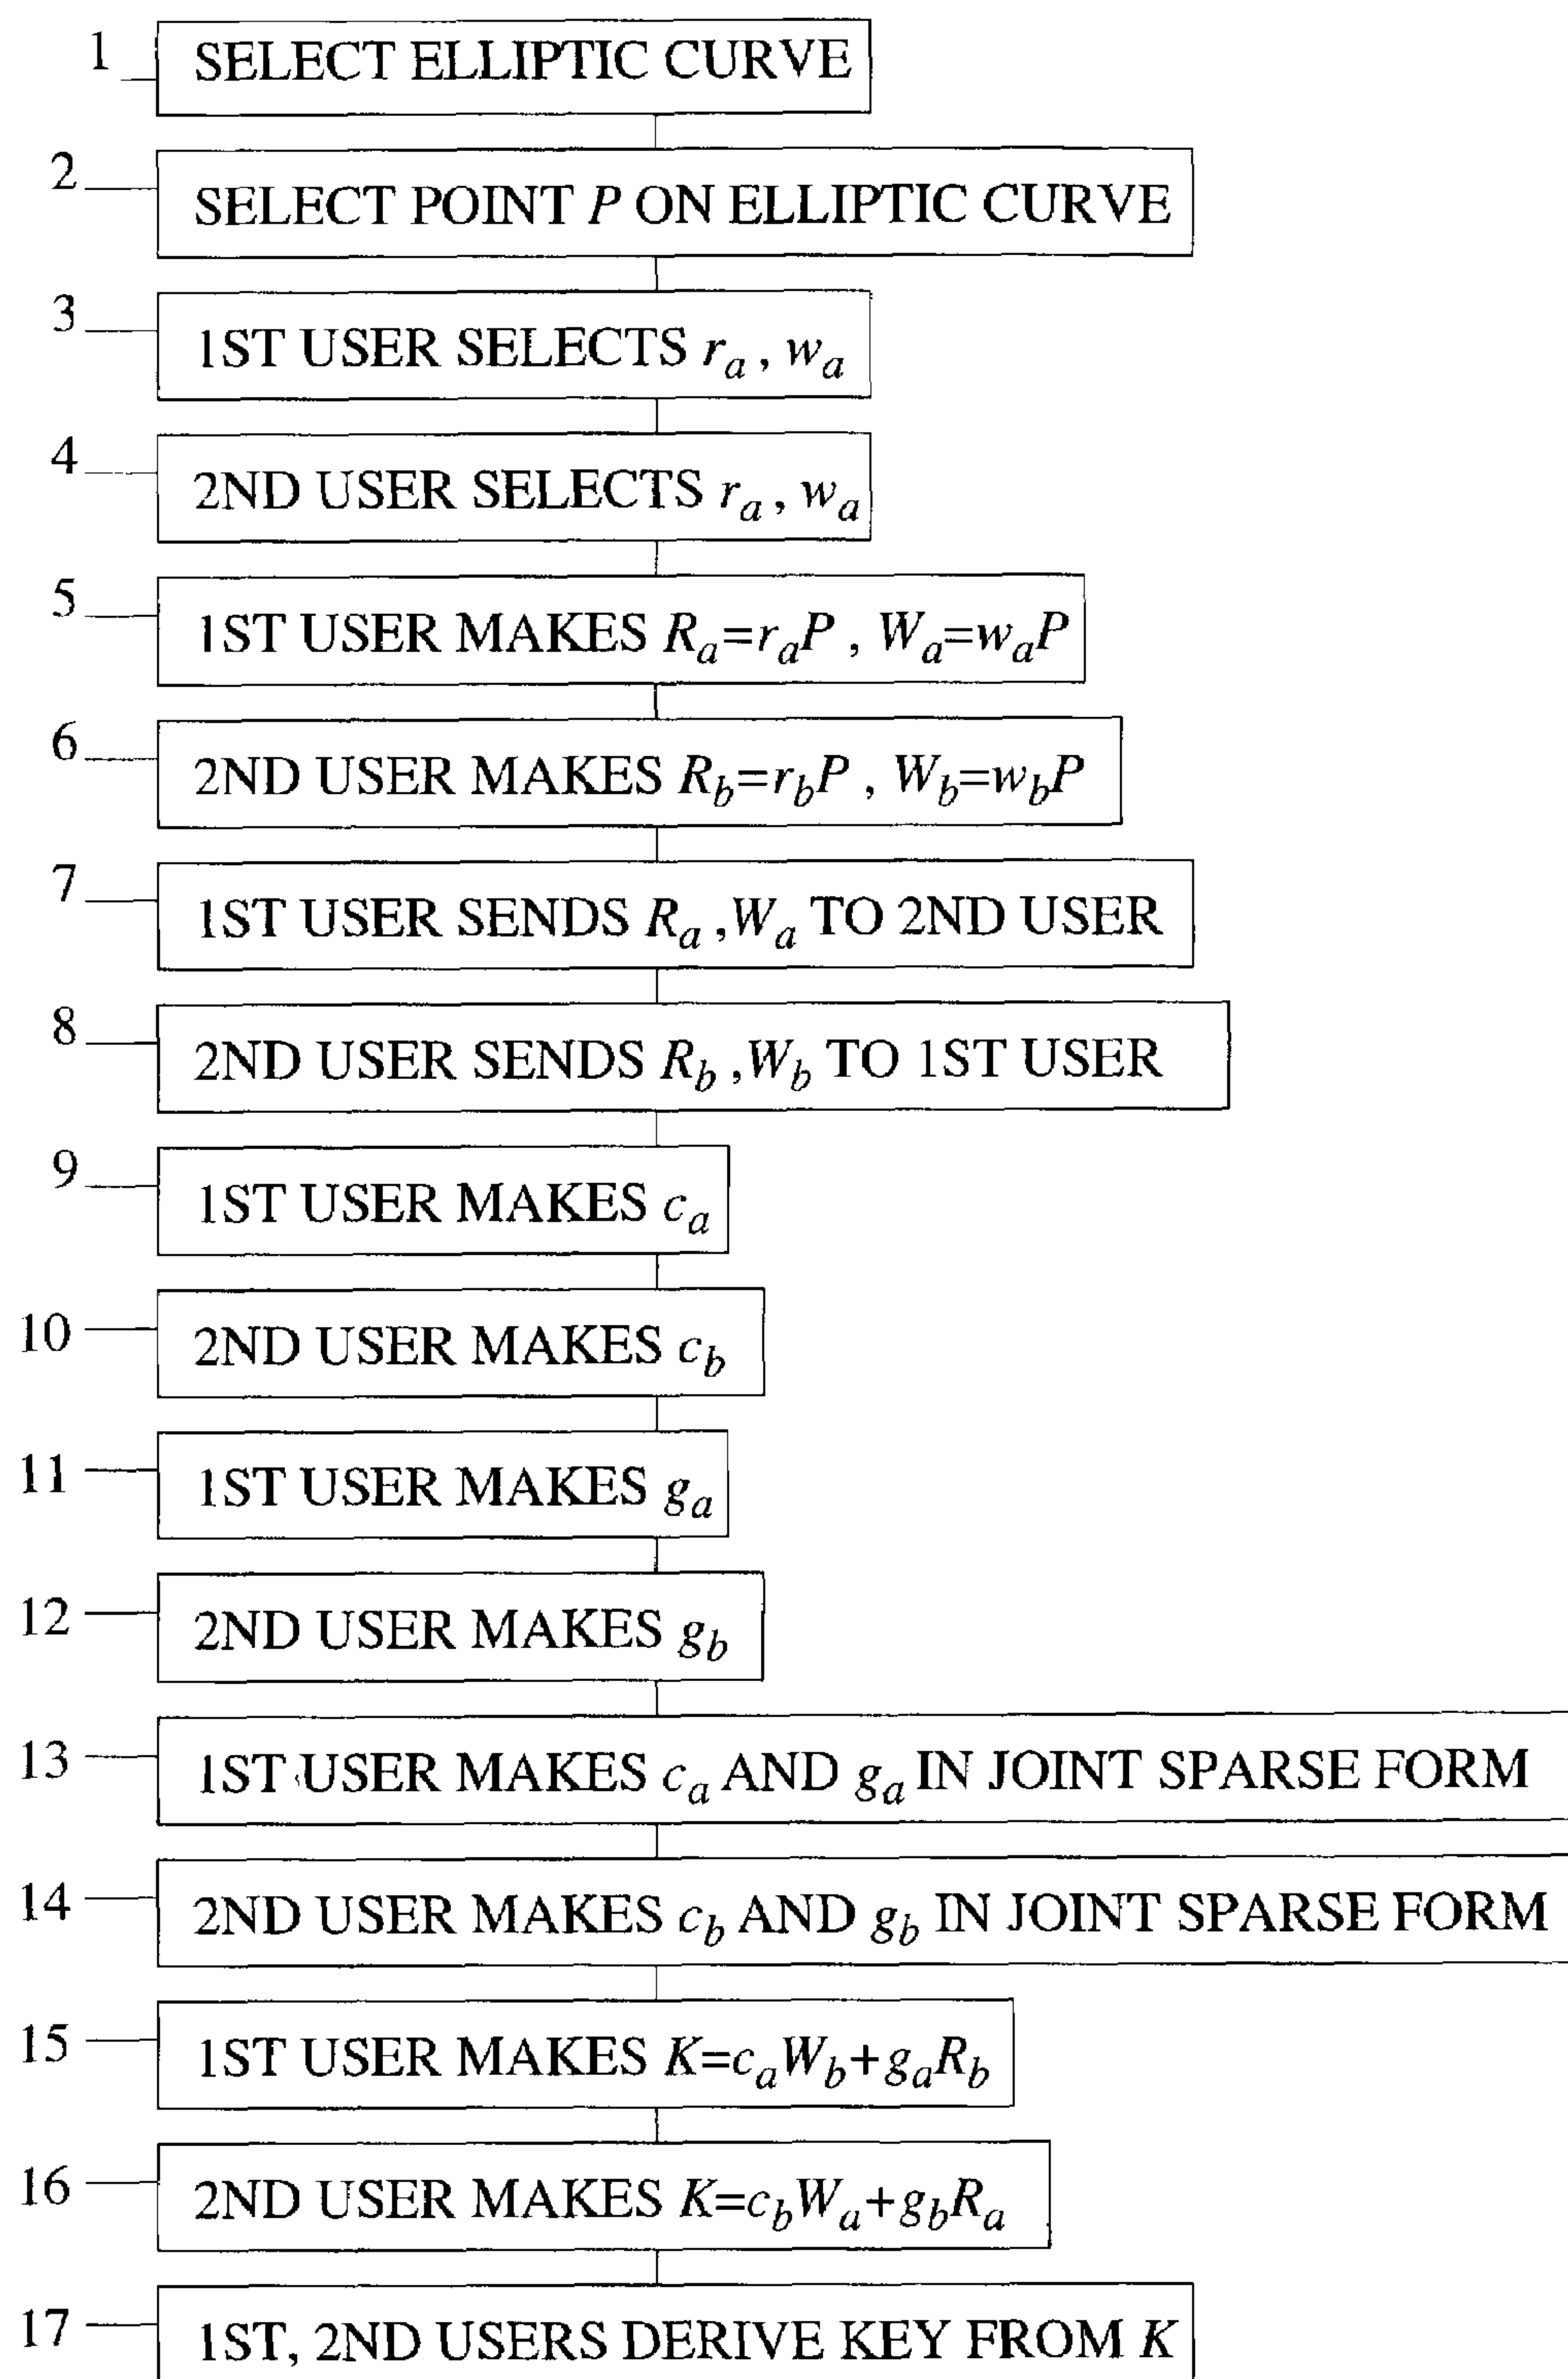 1 SELECT ELLIPTIC CURVE
2 SELECT POINT P ON ELLIPTIC CURVE
3 1ST USER SELECTS r_a , w_a
4 2ND USER SELECTS r_a , w_a
5 1ST USER MAKES R_a=r_aP , W_a=w_aP
6 2ND USER MAKES R_b=r_bP , W_b=w_bP
7 1ST USER SENDS R_a ,W_a TO 2ND USER
8 2ND USER SENDS R_b ,W_b TO 1ST USER
9 1ST USER MAKES c_a
10 2ND USER MAKES c_b
11 1ST USER MAKES g_a
12 2ND USER MAKES g_b
13 1ST USER MAKES c_a AND g_a IN JOINT SPARSE FORM
14 2ND USER MAKES c_b AND g_b IN JOINT SPARSE FORM
15 1ST USER MAKES K=c_aW_b+g_aR_b
16 2ND USER MAKES K=c_bW_a+g_bR_a
17 1ST, 2ND USERS DERIVE KEY FROM K